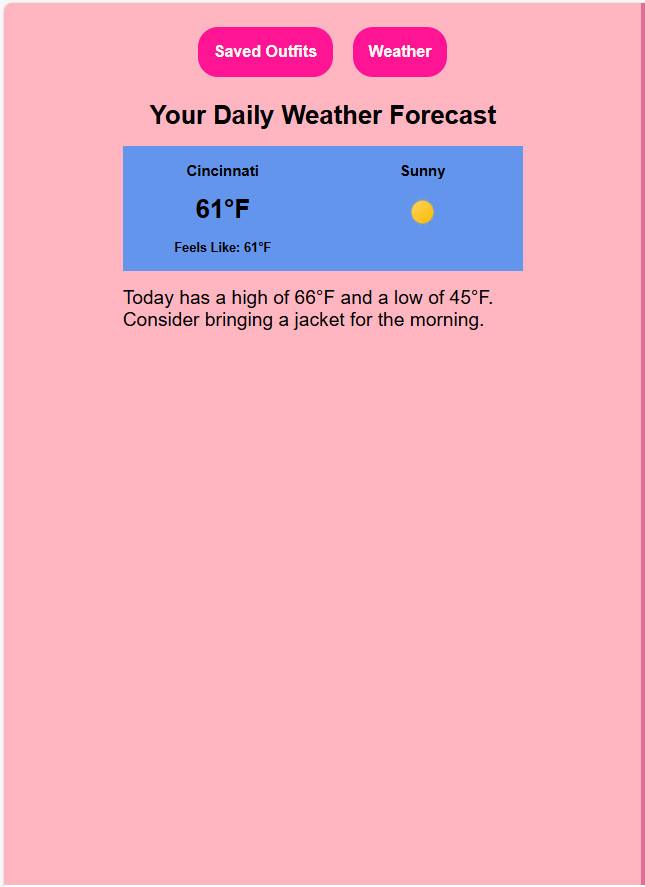 Saved Outfits Weather
Your Daily Weather Forecast
Cincinnati Sunny
61°F
Feels Like: 61°F
Today has a high of 66°F and a low of 45°F.
Consider bringing a jacket for the morning.